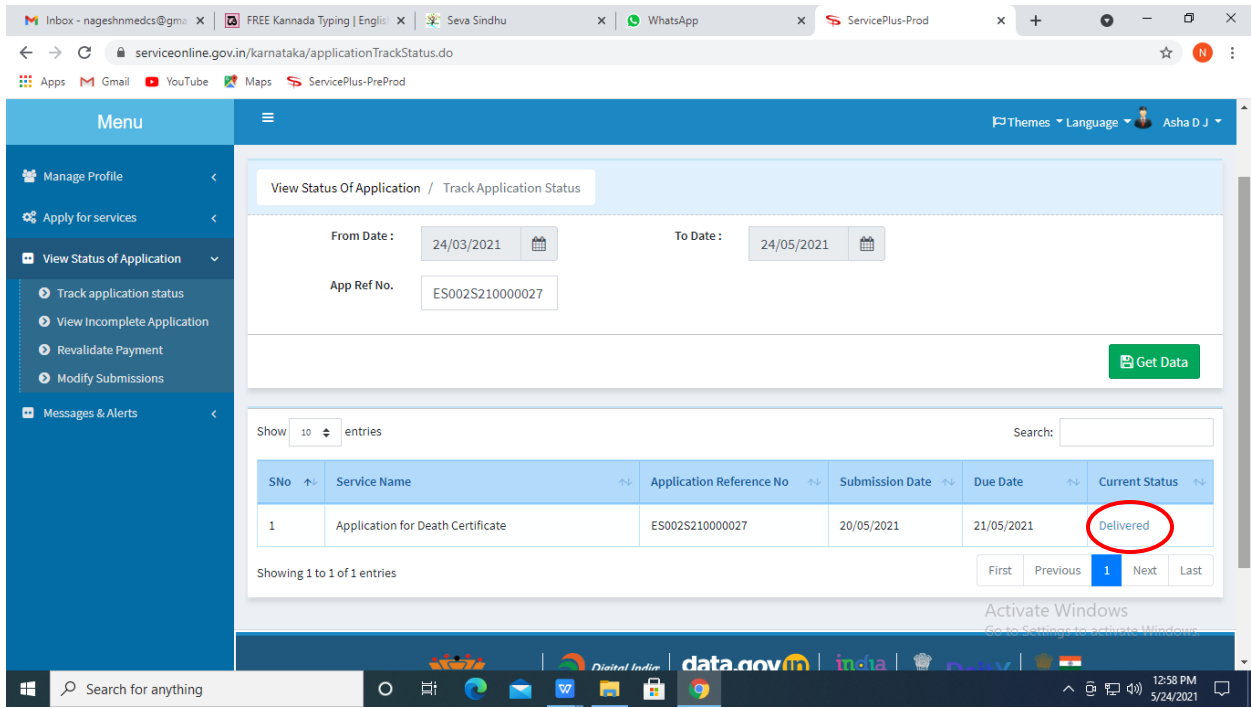 Inbox - nageshnmedcs@gma
FREE Kannada Typing | Englis
Seva Sindhu
WhatsApp
ServicePlus-Prod
serviceonline.gov.in/karnataka/applicationTrackStatus.do
N
Apps Gmail YouTube Maps ServicePlus-PreProd
Menu
Themes Language Asha D J
Manage Profile
Apply for services
View Status of Application
Track application status
View Incomplete Application
Revalidate Payment
Modify Submissions
Messages & Alerts
View Status Of Application / Track Application Status
From Date : 24/03/2021 To Date : 24/05/2021
App Ref No. ES002S210000027
Get Data
Show 10 entries Search:
SNo Service Name Application Reference No Submission Date Due Date Current Status
1 Application for Death Certificate ES002S210000027 20/05/2021 21/05/2021 Delivered
Showing 1 to 1 of 1 entries First Previous 1 Next Last
Activate Windows
Go to Settings to activate Windows.
Digital India data.gov india
Search for anything
12:58 PM
5/24/2021